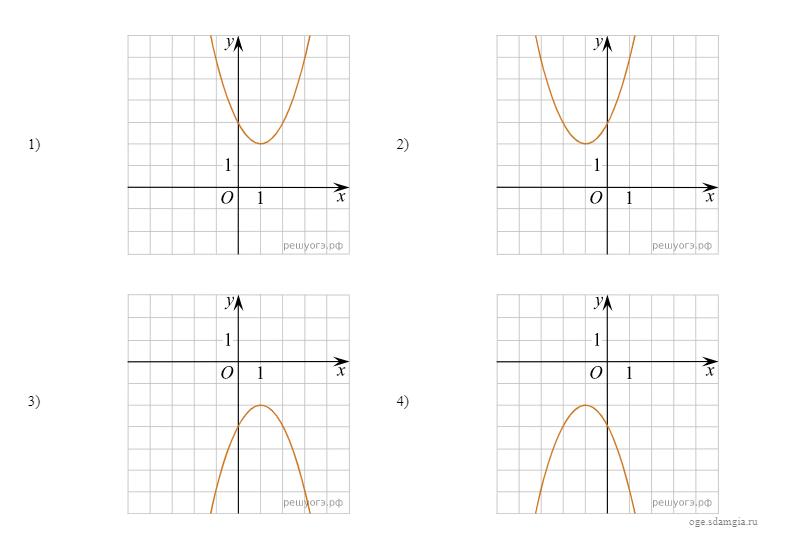 1)
y
1
O 1 x
решуогэ.рф
2)
y
1
O 1 x
решуогэ.рф
3)
y
1
O 1 x
решуогэ.рф
4)
y
1
O 1 x
решуогэ.рф
oge.sdamgia.ru